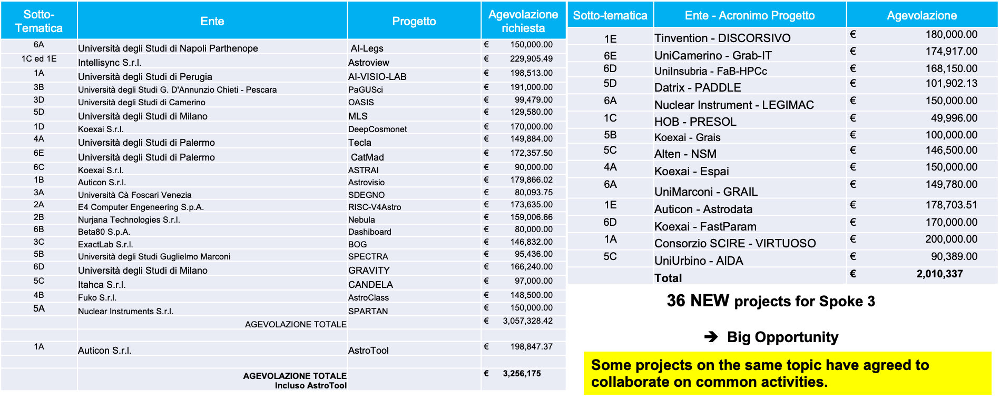 Sotto-
Tematica
Ente
Progetto
Agevolazione
richiesta
6A Università degli Studi di Napoli Parthenope AI-Legs € 150,000.00
1C ed 1E Intellisync S.r.l. Astroview € 229,905.49
1A Università degli Studi di Perugia AI-VISIO-LAB € 198,513.00
3B Università degli Studi G. D'Annunzio Chieti - Pescara PaGUSci € 191,000.00
3D Università degli Studi di Camerino OASIS € 99,479.00
5D Università degli Studi di Milano MLS € 129,580.00
1D Koexai S.r.l. DeepCosmonet € 170,000.00
4A Università degli Studi di Palermo Tecla € 149,884.00
6E Università degli Studi di Palermo CatMad € 172,357.50
6C Koexai S.r.l. ASTRAI € 90,000.00
1B Auticon S.r.l. Astrovisio € 179,866.02
3A Università Cà Foscari Venezia SDEGNO € 80,093.75
2A E4 Computer Engeneering S.p.A. RISC-V4Astro € 173,635.00
2B Nurjana Technologies S.r.l. Nebula € 159,006.66
6B Beta80 S.p.A. Dashiboard € 80,000.00
3C ExactLab S.r.l. BOG € 146,832.00
5B Università degli Studi Guglielmo Marconi SPECTRA € 95,436.00
6D Università degli Studi di Milano GRAVITY € 166,240.00
5C Itahca S.r.l. CANDELA € 97,000.00
4B Fuko S.r.l. AstroClass € 148,500.00
5A Nuclear Instruments S.r.l. SPARTAN € 150,000.00
AGEVOLAZIONE TOTALE € 3,057,328.42
1A Auticon S.r.l. AstroTool € 198,847.37
AGEVOLAZIONE TOTALE € 3,256,175
Incluso AstroTool
Sotto-tematica Ente - Acronimo Progetto Agevolazione
1E Tinvention - DISCORSIVO € 180,000.00
6E UniCamerino - Grab-IT € 174,917.00
6D UniInsubria - FaB-HPCc € 168,150.00
5D Datrix - PADDLE € 101,902.13
6A Nuclear Instrument - LEGIMAC € 150,000.00
1C HOB - PRESOL € 49,996.00
5B Koexai - Grais € 100,000.00
5C Alten - NSM € 146,500.00
4A Koexai - Espai € 150,000.00
6A UniMarconi - GRAIL € 149,780.00
1E Auticon - Astrodata € 178,703.51
6D Koexai - FastParam € 170,000.00
1A Consorzio SCIRE - VIRTUOSO € 200,000.00
5C UniUrbino - AIDA € 90,389.00
Total € 2,010,337
36 NEW projects for Spoke 3
➔ Big Opportunity
Some projects on the same topic have agreed to
collaborate on common activities.